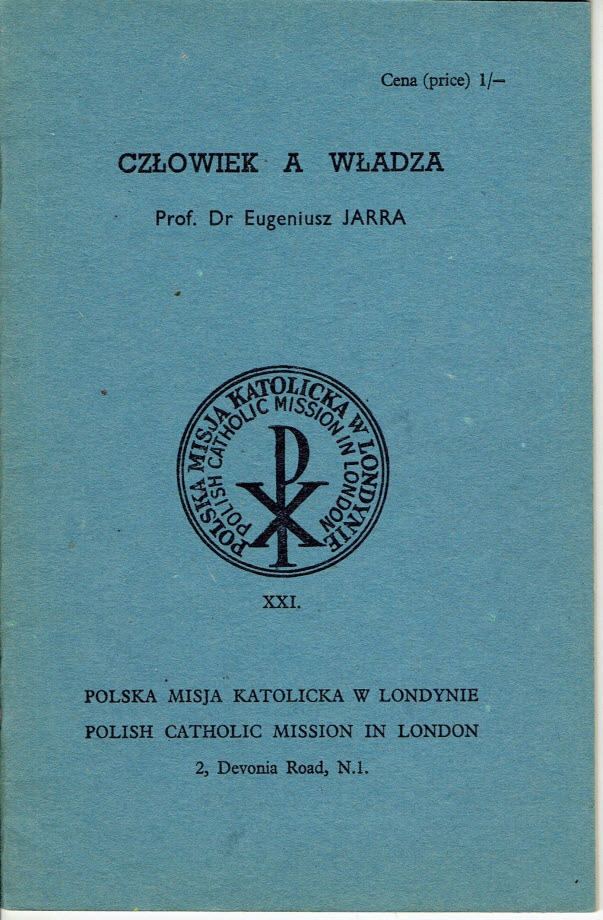 Cena (price) 1/–
CZŁOWIEK A WŁADZA
Prof. Dr Eugeniusz JARRA
POLSKA MISJA KATOLICKA W LONDYNIE
POLISH CATHOLIC MISSION IN LONDON
XXI.
POLSKA MISJA KATOLICKA W LONDYNIE
POLISH CATHOLIC MISSION IN LONDON
2, Devonia Road, N.1.